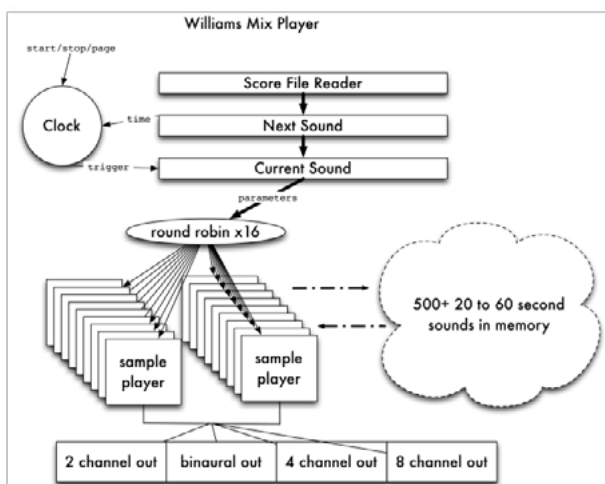 Williams Mix Player
start/stop/page
Score File Reader
Clock
time
Next Sound
trigger
Current Sound
parameters
round robin x16
500+ 20 to 60 second
sounds in memory
sample
player
sample
player
2 channel out
binaural out
4 channel out
8 channel out